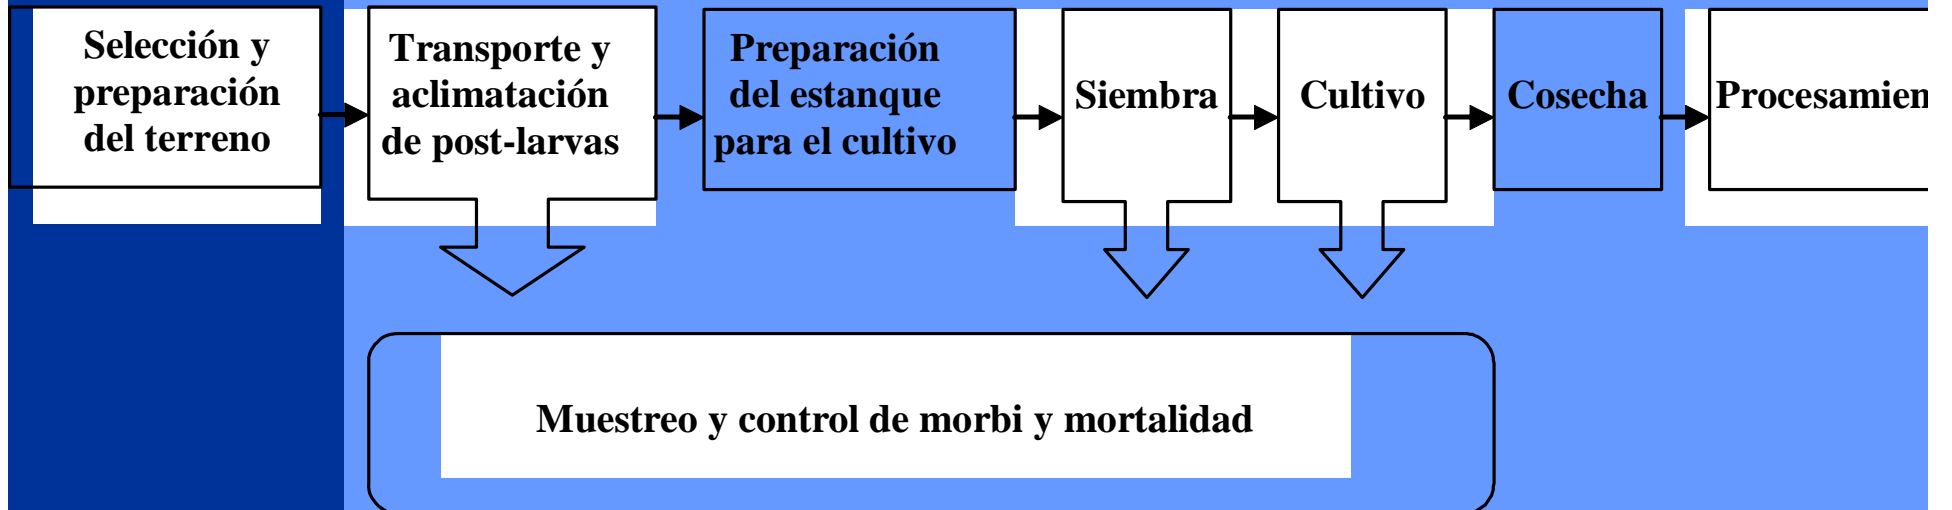 Selección y
preparación
del terreno
Transporte y
aclimatación
de post-larvas
Preparación
del estanque
para el cultivo
Siembra
Cultivo
Cosecha
Procesamien
Muestreo y control de morbi y mortalidad